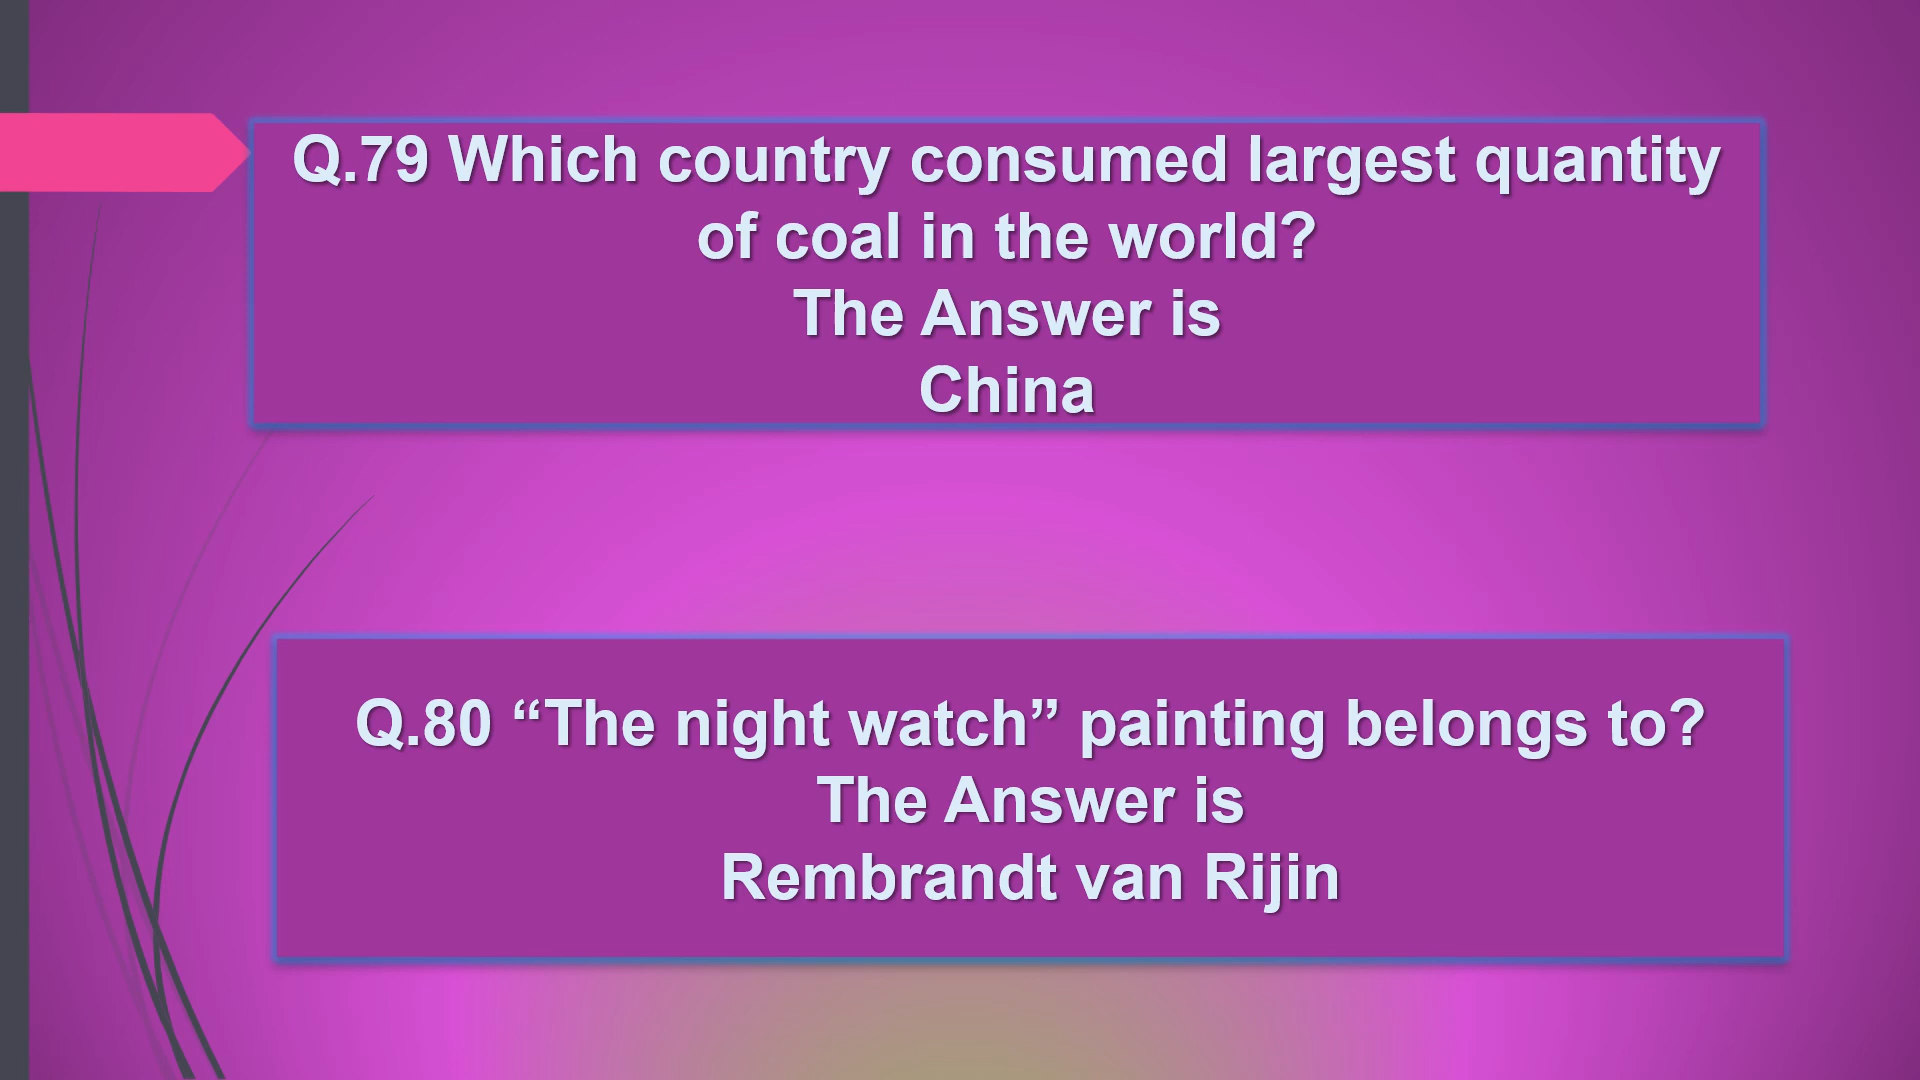 Q.79 Which country consumed largest quantity
of coal in the world?
The Answer is
China
Q.80 “The night watch” painting belongs to?
The Answer is
Rembrandt van Rijin